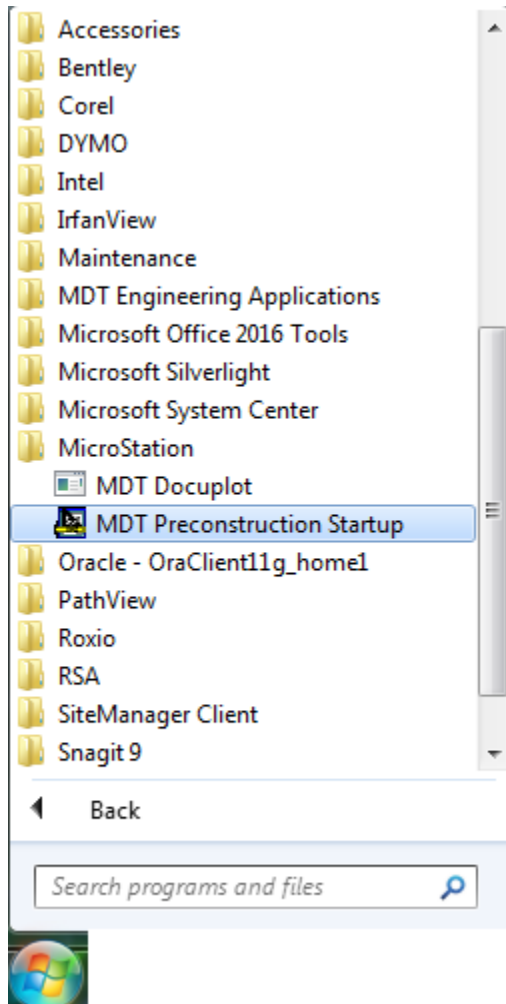 Accessories
Bentley
Corel
DYMO
Intel
IrfanView
Maintenance
MDT Engineering Applications
Microsoft Office 2016 Tools
Microsoft Silverlight
Microsoft System Center
MicroStation
MDT Docuplot
MDT Preconstruction Startup
Oracle - OraClient11g_home1
PathView
Roxio
RSA
SiteManager Client
Snagit 9
Back
Search programs and files